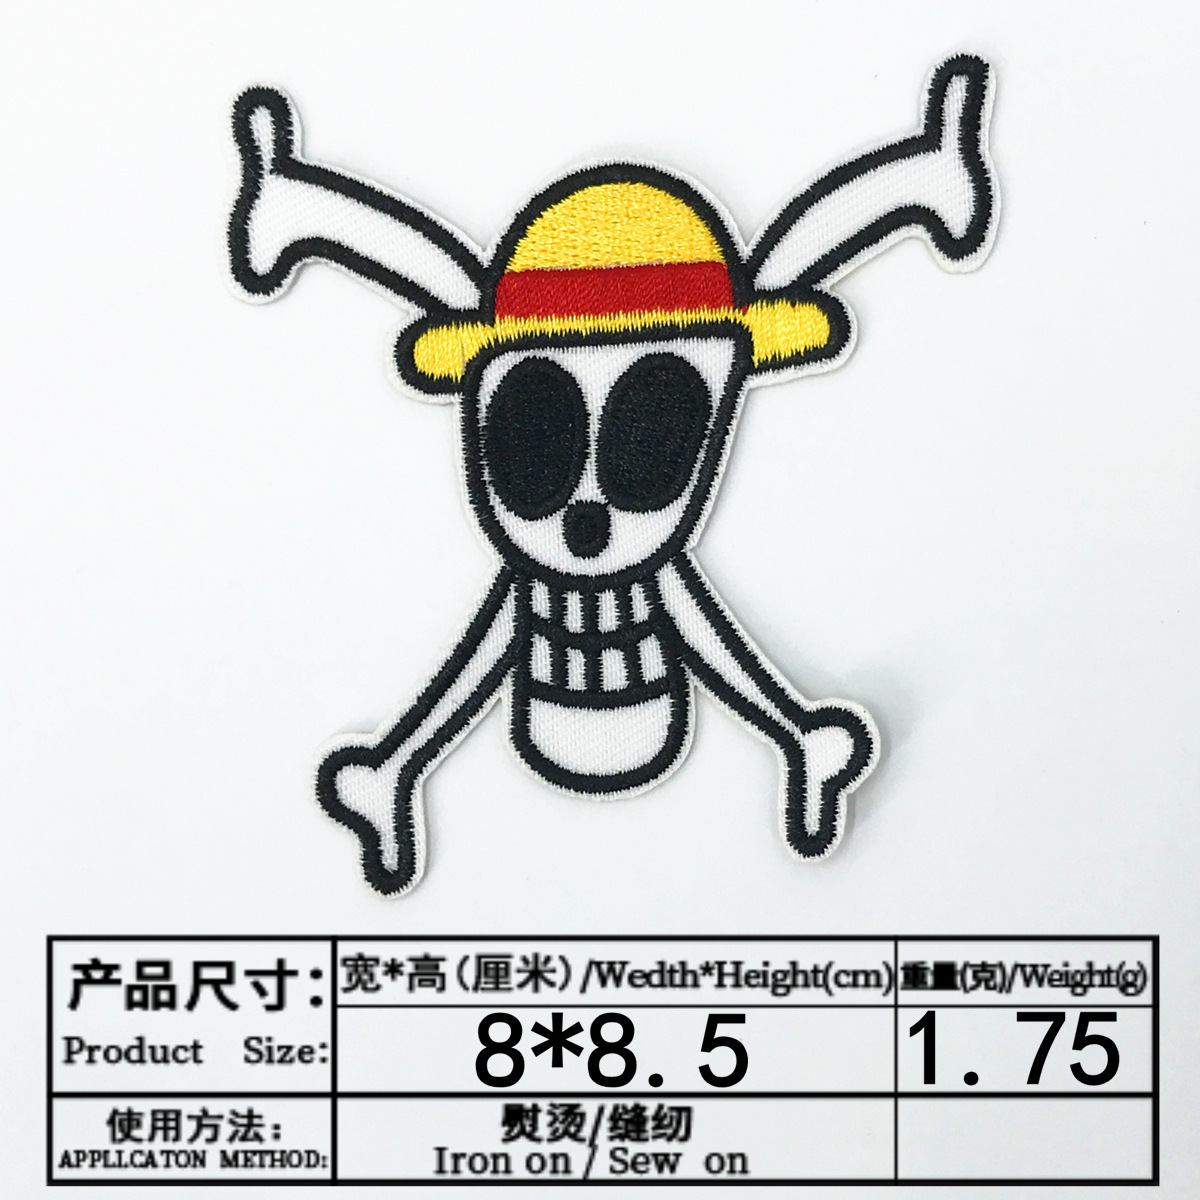 产品尺寸:
Product Size:
宽*高(厘米)/Wedth*Height(cm)
重量(克)/Weight(g)
8*8.5
1.75
使用方法:
APPLLCATON METHOD:
熨烫/缝纫
Iron on / Sew on